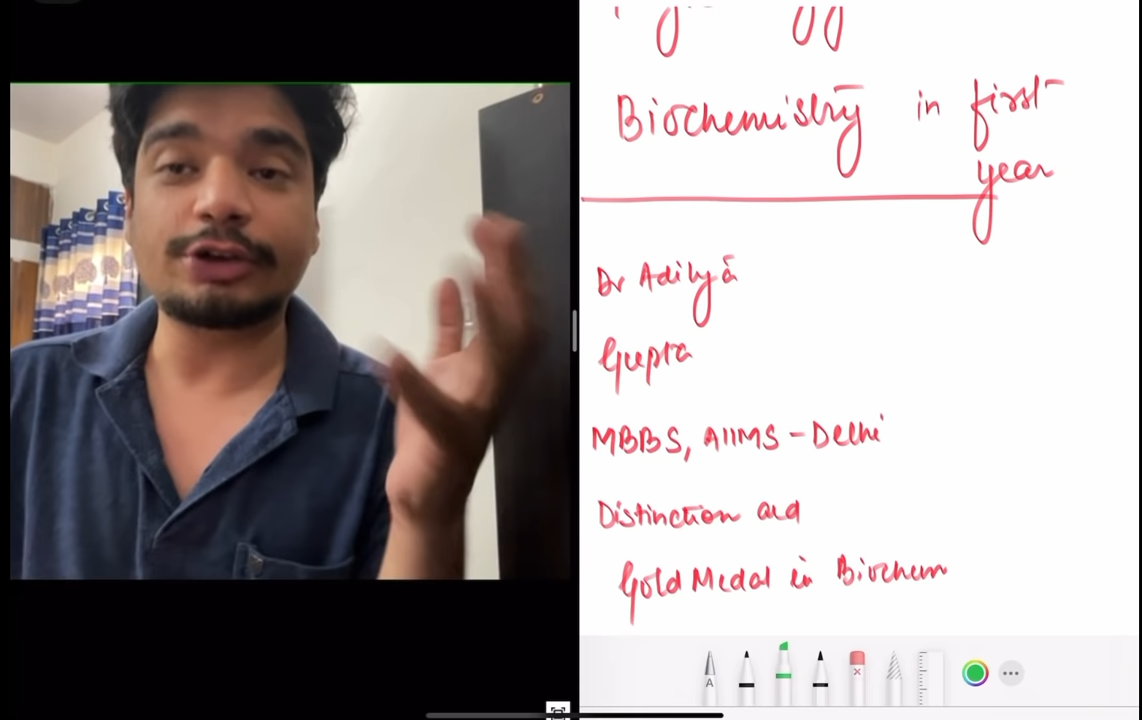 Biochemistry in first
year
Dr Aditya
Gupta
MBBS, AIIMS - Delhi
Distinction and
Gold Medal in Biochem
A